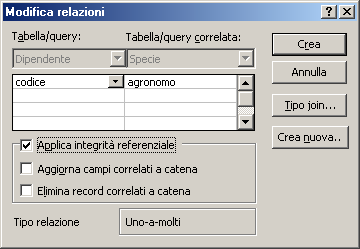 Modifica relazioni
Tabella/query: Tabella/query correlata:
Dipendente Specie
codice agronomo
Applica integrità referenziale
Aggiorna campi correlati a catena
Elimina record correlati a catena
Tipo relazione Uno-a-molti
Crea
Annulla
Tipo join...
Crea nuova..